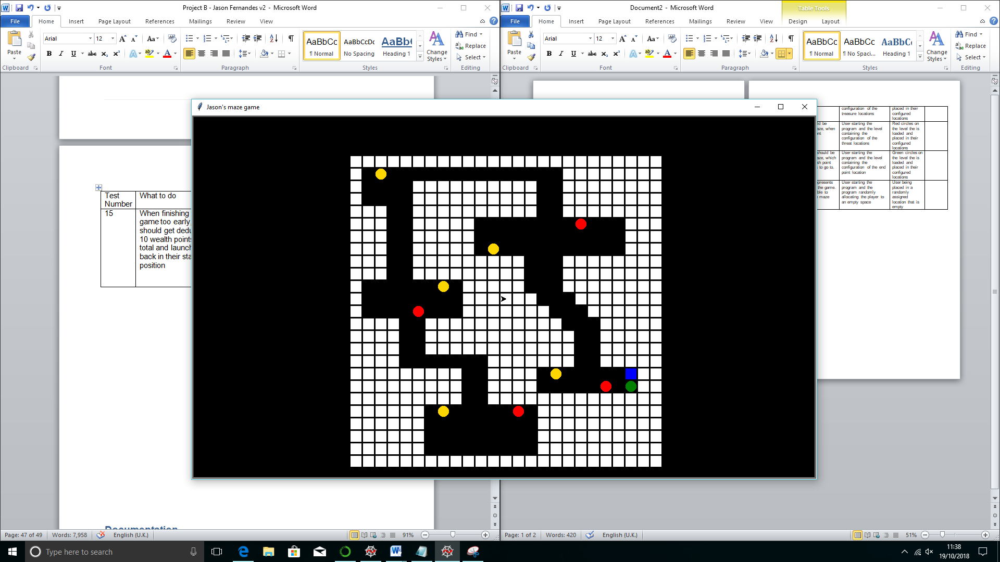 Project B - Jason Fernandes v2 - Microsoft Word
File Home Insert Page Layout References Mailings Review View
Paste
Clipboard
Arial 12
Aa
B I U abc x₂ x²
Font
Paragraph
AaBbCc AaBbCcDc AaBb(
¶ Normal No Spacing Heading 1
Change Styles
Styles
Find
Replace
Select
Editing
Document2 - Microsoft Word
Table Tools
File Home Insert Page Layout References Mailings Review View Design Layout
Paste
Clipboard
Arial 12
Aa
B I U abc x₂ x²
Font
Paragraph
AaBbCc AaBbCc AaBbC
¶ Normal ¶ No Spaci... Heading 1
Change Styles
Styles
Find
Replace
Select
Editing
Test
Number
What to do
15
When finishing
game too early,
should get dedu
10 wealth points
total and launch
back in their sta
position
Documentation
Jason's maze game
configuration of the
treasure locations
placed in their
configured
locations
ld be
aze, when
ent
User starting the
program and the level
containing the
configuration of the
threat locations
Red circles on
the level the is
loaded and
placed in their
configured
locations
should be
aze, which
sh point
s to go to.
User starting the
program and the level
containing the
configuration of the end
point location
Green circles on
the level the is
loaded and
placed in their
configured
locations
presents
the game.
ble to
e maze
User starting the
program and the
program randomly
allocating the player to
an empty space
User being
placed in a
randomly
assigned
location that is
empty
Page: 47 of 49 Words: 7,958 English (U.K.) 91%
Page: 1 of 2 Words: 420 English (U.K.) 51%
Type here to search
11:38
19/10/2018